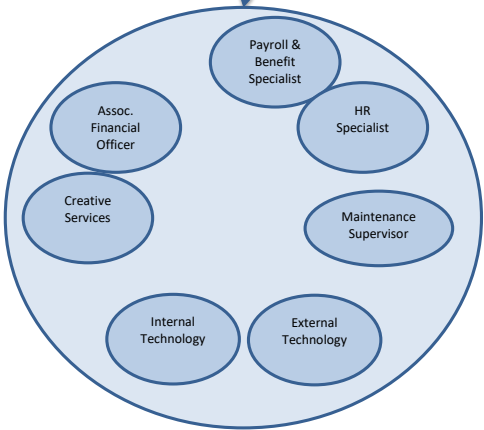 Payroll &
Benefit
Specialist
Assoc.
Financial
Officer
HR
Specialist
Creative
Services
Maintenance
Supervisor
Internal
Technology
External
Technology